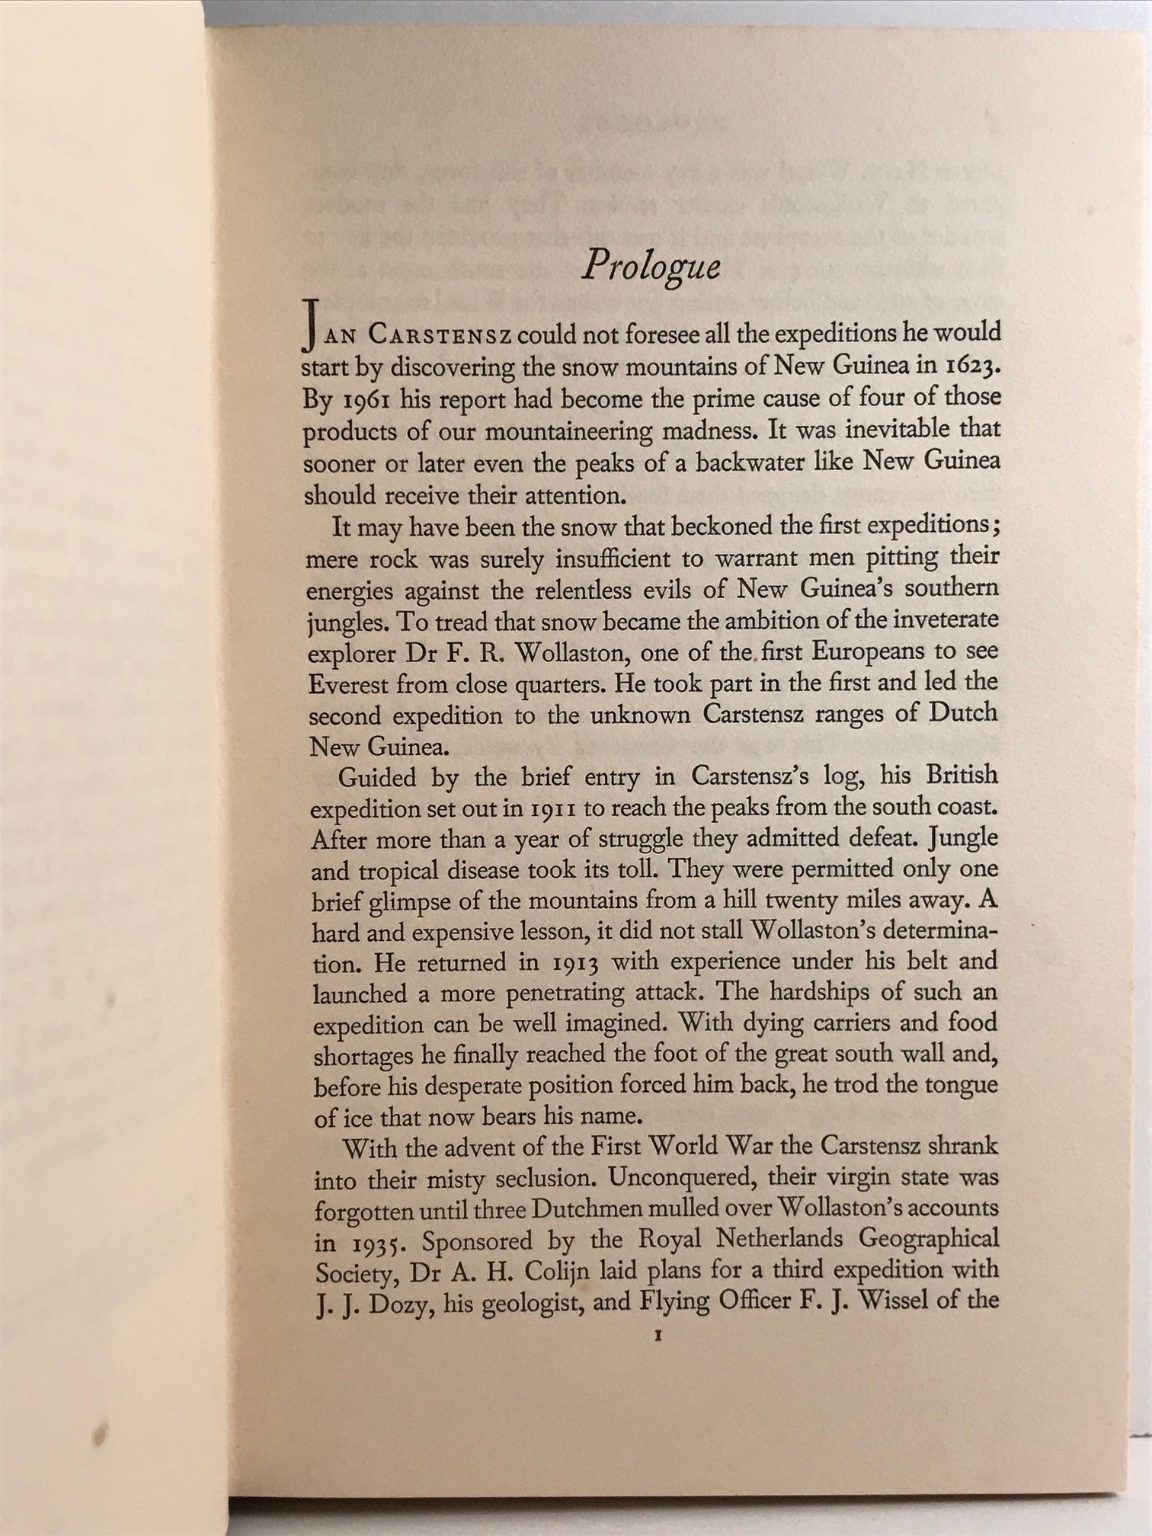 Prologue
JAN CARSTENSZ could not foresee all the expeditions he would
start by discovering the snow mountains of New Guinea in 1623.
By 1961 his report had become the prime cause of four of those
products of our mountaineering madness. It was inevitable that
sooner or later even the peaks of a backwater like New Guinea
should receive their attention.
It may have been the snow that beckoned the first expeditions;
mere rock was surely insufficient to warrant men pitting their
energies against the relentless evils of New Guinea's southern
jungles. To tread that snow became the ambition of the inveterate
explorer Dr F. R. Wollaston, one of the first Europeans to see
Everest from close quarters. He took part in the first and led the
second expedition to the unknown Carstensz ranges of Dutch
New Guinea.
Guided by the brief entry in Carstensz's log, his British
expedition set out in 1911 to reach the peaks from the south coast.
After more than a year of struggle they admitted defeat. Jungle
and tropical disease took its toll. They were permitted only one
brief glimpse of the mountains from a hill twenty miles away. A
hard and expensive lesson, it did not stall Wollaston's determina-
tion. He returned in 1913 with experience under his belt and
launched a more penetrating attack. The hardships of such an
expedition can be well imagined. With dying carriers and food
shortages he finally reached the foot of the great south wall and,
before his desperate position forced him back, he trod the tongue
of ice that now bears his name.
With the advent of the First World War the Carstensz shrank
into their misty seclusion. Unconquered, their virgin state was
forgotten until three Dutchmen mulled over Wollaston's accounts
in 1935. Sponsored by the Royal Netherlands Geographical
Society, Dr A. H. Colijn laid plans for a third expedition with
J. J. Dozy, his geologist, and Flying Officer F. J. Wissel of the
1